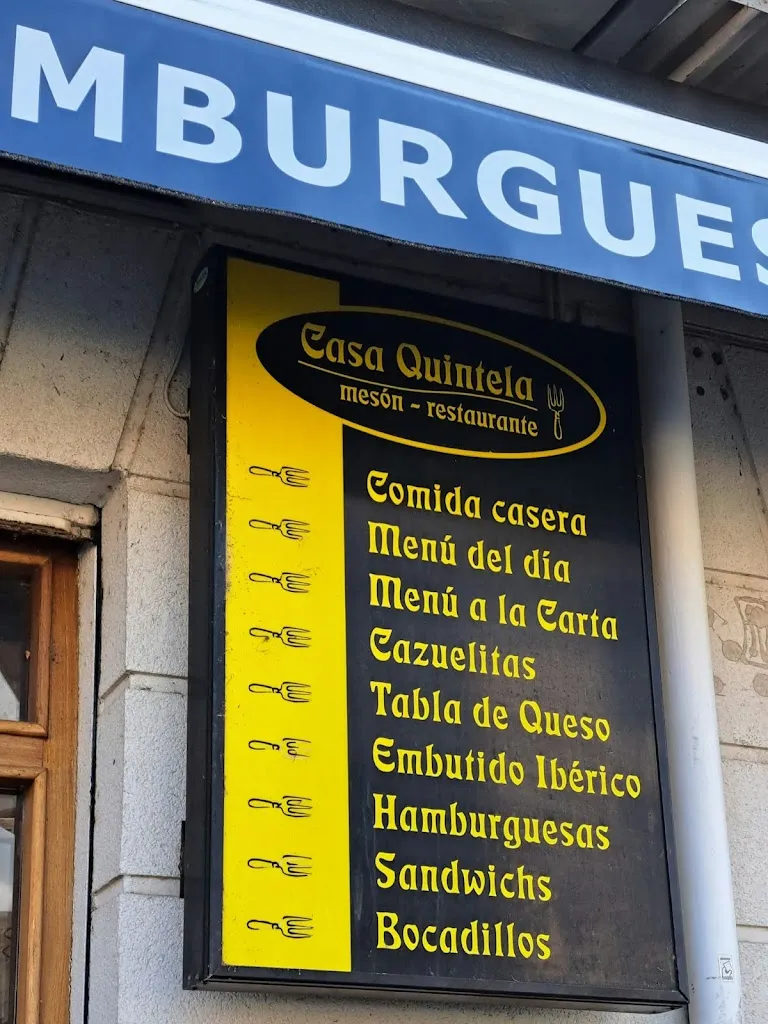 MBURGUES
Casa Quintela
mesón - restaurante
Comida casera
Menú del día
Menú a la Carta
Cazuelitas
Tabla de Queso
Embutido Ibérico
Hamburguesas
Sandwichs
Bocadillos